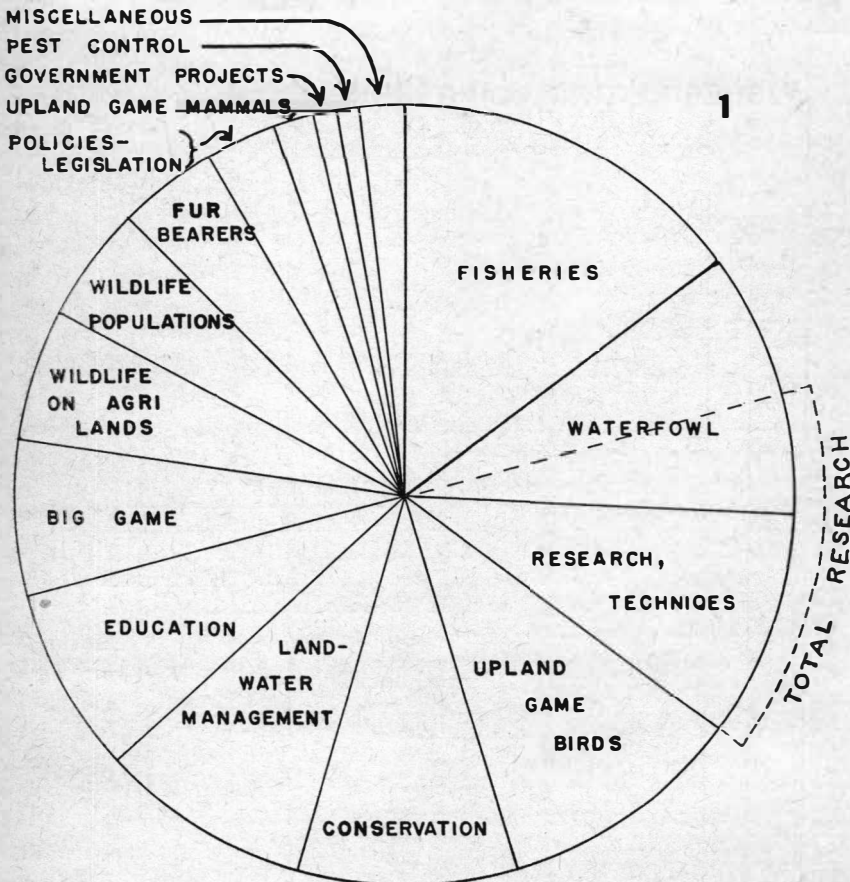 MISCELLANEOUS
PEST CONTROL
GOVERNMENT PROJECTS
UPLAND GAME MAMMALS
POLICIES-
LEGISLATION
1
FUR
BEARERS
FISHERIES
WILDLIFE
POPULATIONS
WILDLIFE
ON AGRI
LANDS
WATERFOWL
BIG GAME
RESEARCH,
TECHNIQES
TOTAL RESEARCH
EDUCATION
LAND-
WATER
MANAGEMENT
UPLAND
GAME
BIRDS
CONSERVATION